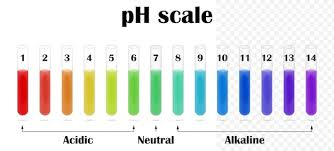 pH scale
1 2 3 4 5 6 7 8 9 10 11 12 13 14
Acidic Neutral Alkaline